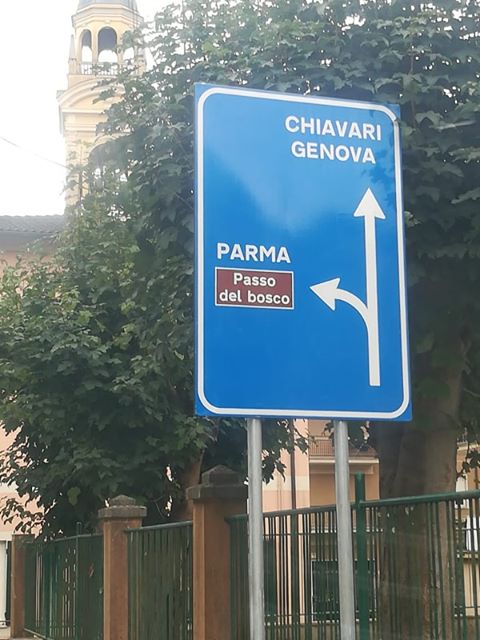 CHIAVARI
GENOVA
PARMA
Passo
del bosco